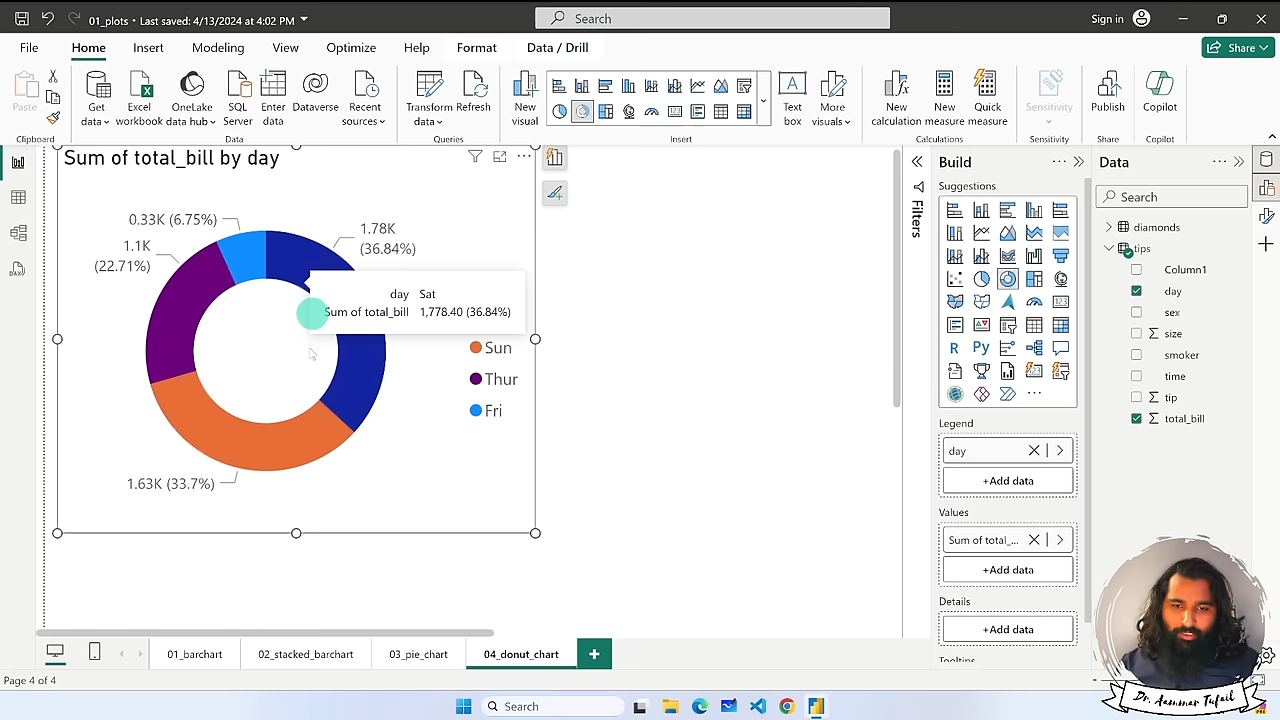 01_plots • Last saved: 4/13/2024 at 4:02 PM
Search
Sign in
File
Home
Insert
Modeling
View
Optimize
Help
Format
Data / Drill
Share
Paste
Get data
Excel workbook
OneLake data hub
SQL Server
Enter data
Dataverse
Recent sources
Transform data
Refresh
New visual
Text box
More visuals
New calculation
New measure
Quick measure
Sensitivity
Publish
Copilot
Clipboard
Data
Queries
Insert
Calculations
Sensitivity
Share
Copilot
Sum of total_bill by day
0.33K (6.75%)
1.78K
(36.84%)
1.1K
(22.71%)
day Sat
Sum of total_bill 1,778.40 (36.84%)
Sun
Thur
Fri
1.63K (33.7%)
Filters
Build
Suggestions
R
Py
123
Legend
day
+Add data
Values
Sum of total_...
+Add data
Details
+Add data
Tooltips
Data
Search
diamonds
tips
Column1
day
sex
size
smoker
time
tip
total_bill
01_barchart
02_stacked_barchart
03_pie_chart
04_donut_chart
Page 4 of 4
Search
Dr. Aammar Tufail